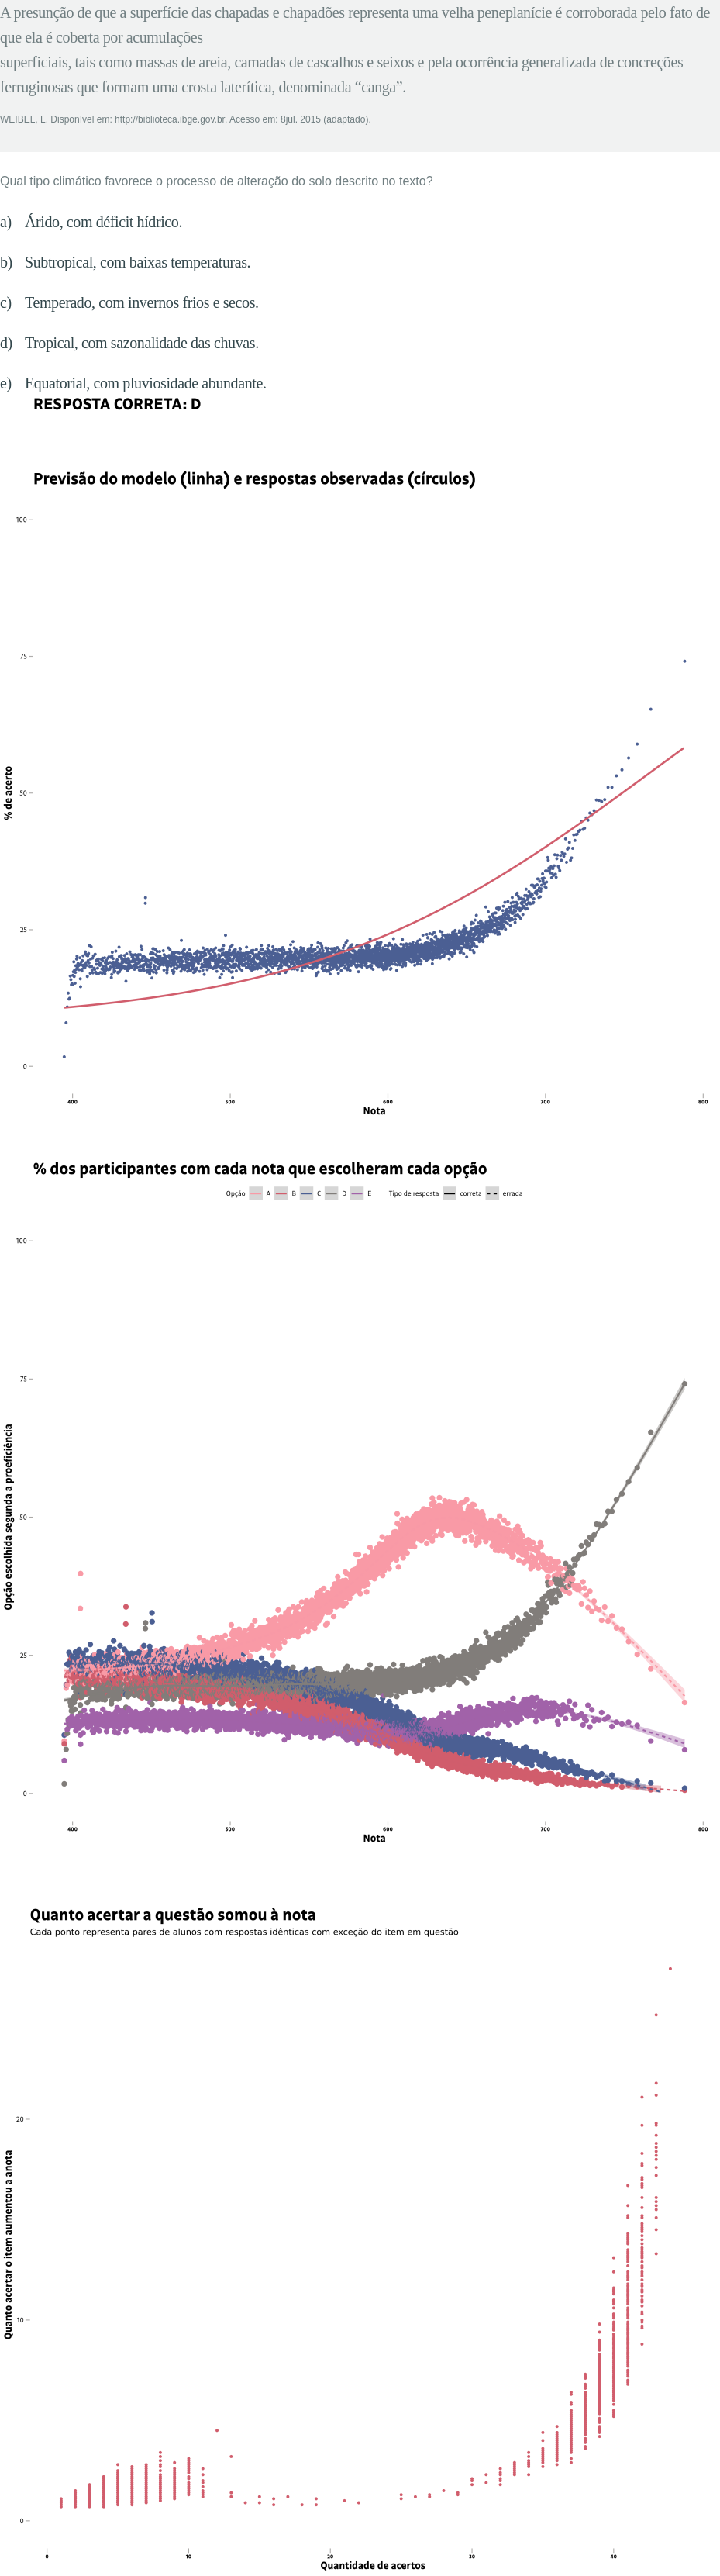 A presunção de que a superfície das chapadas e chapadões representa uma velha peneplanície é corroborada pelo fato de
que ela é coberta por acumulações
superficiais, tais como massas de areia, camadas de cascalhos e seixos e pela ocorrência generalizada de concreções
ferruginosas que formam uma crosta laterítica, denominada “canga”.
WEIBEL, L. Disponível em: http://biblioteca.ibge.gov.br. Acesso em: 8jul. 2015 (adaptado).
Qual tipo climático favorece o processo de alteração do solo descrito no texto?
a) Árido, com déficit hídrico.
b) Subtropical, com baixas temperaturas.
c) Temperado, com invernos frios e secos.
d) Tropical, com sazonalidade das chuvas.
e) Equatorial, com pluviosidade abundante.
RESPOSTA CORRETA: D
Previsão do modelo (linha) e respostas observadas (círculos)
100
75
% de acerto
50
25
0
400 500 600 700 800
Nota
% dos participantes com cada nota que escolheram cada opção
Opção A B C D E Tipo de resposta correta errada
100
75
Opção escolhida segunda a proeficiência
50
25
0
400 500 600 700 800
Nota
Quanto acertar a questão somou à nota
Cada ponto representa pares de alunos com respostas idênticas com exceção do item em questão
20
Quanto acertar o item aumentou a anota
10
0
0 10 20 30 40
Quantidade de acertos